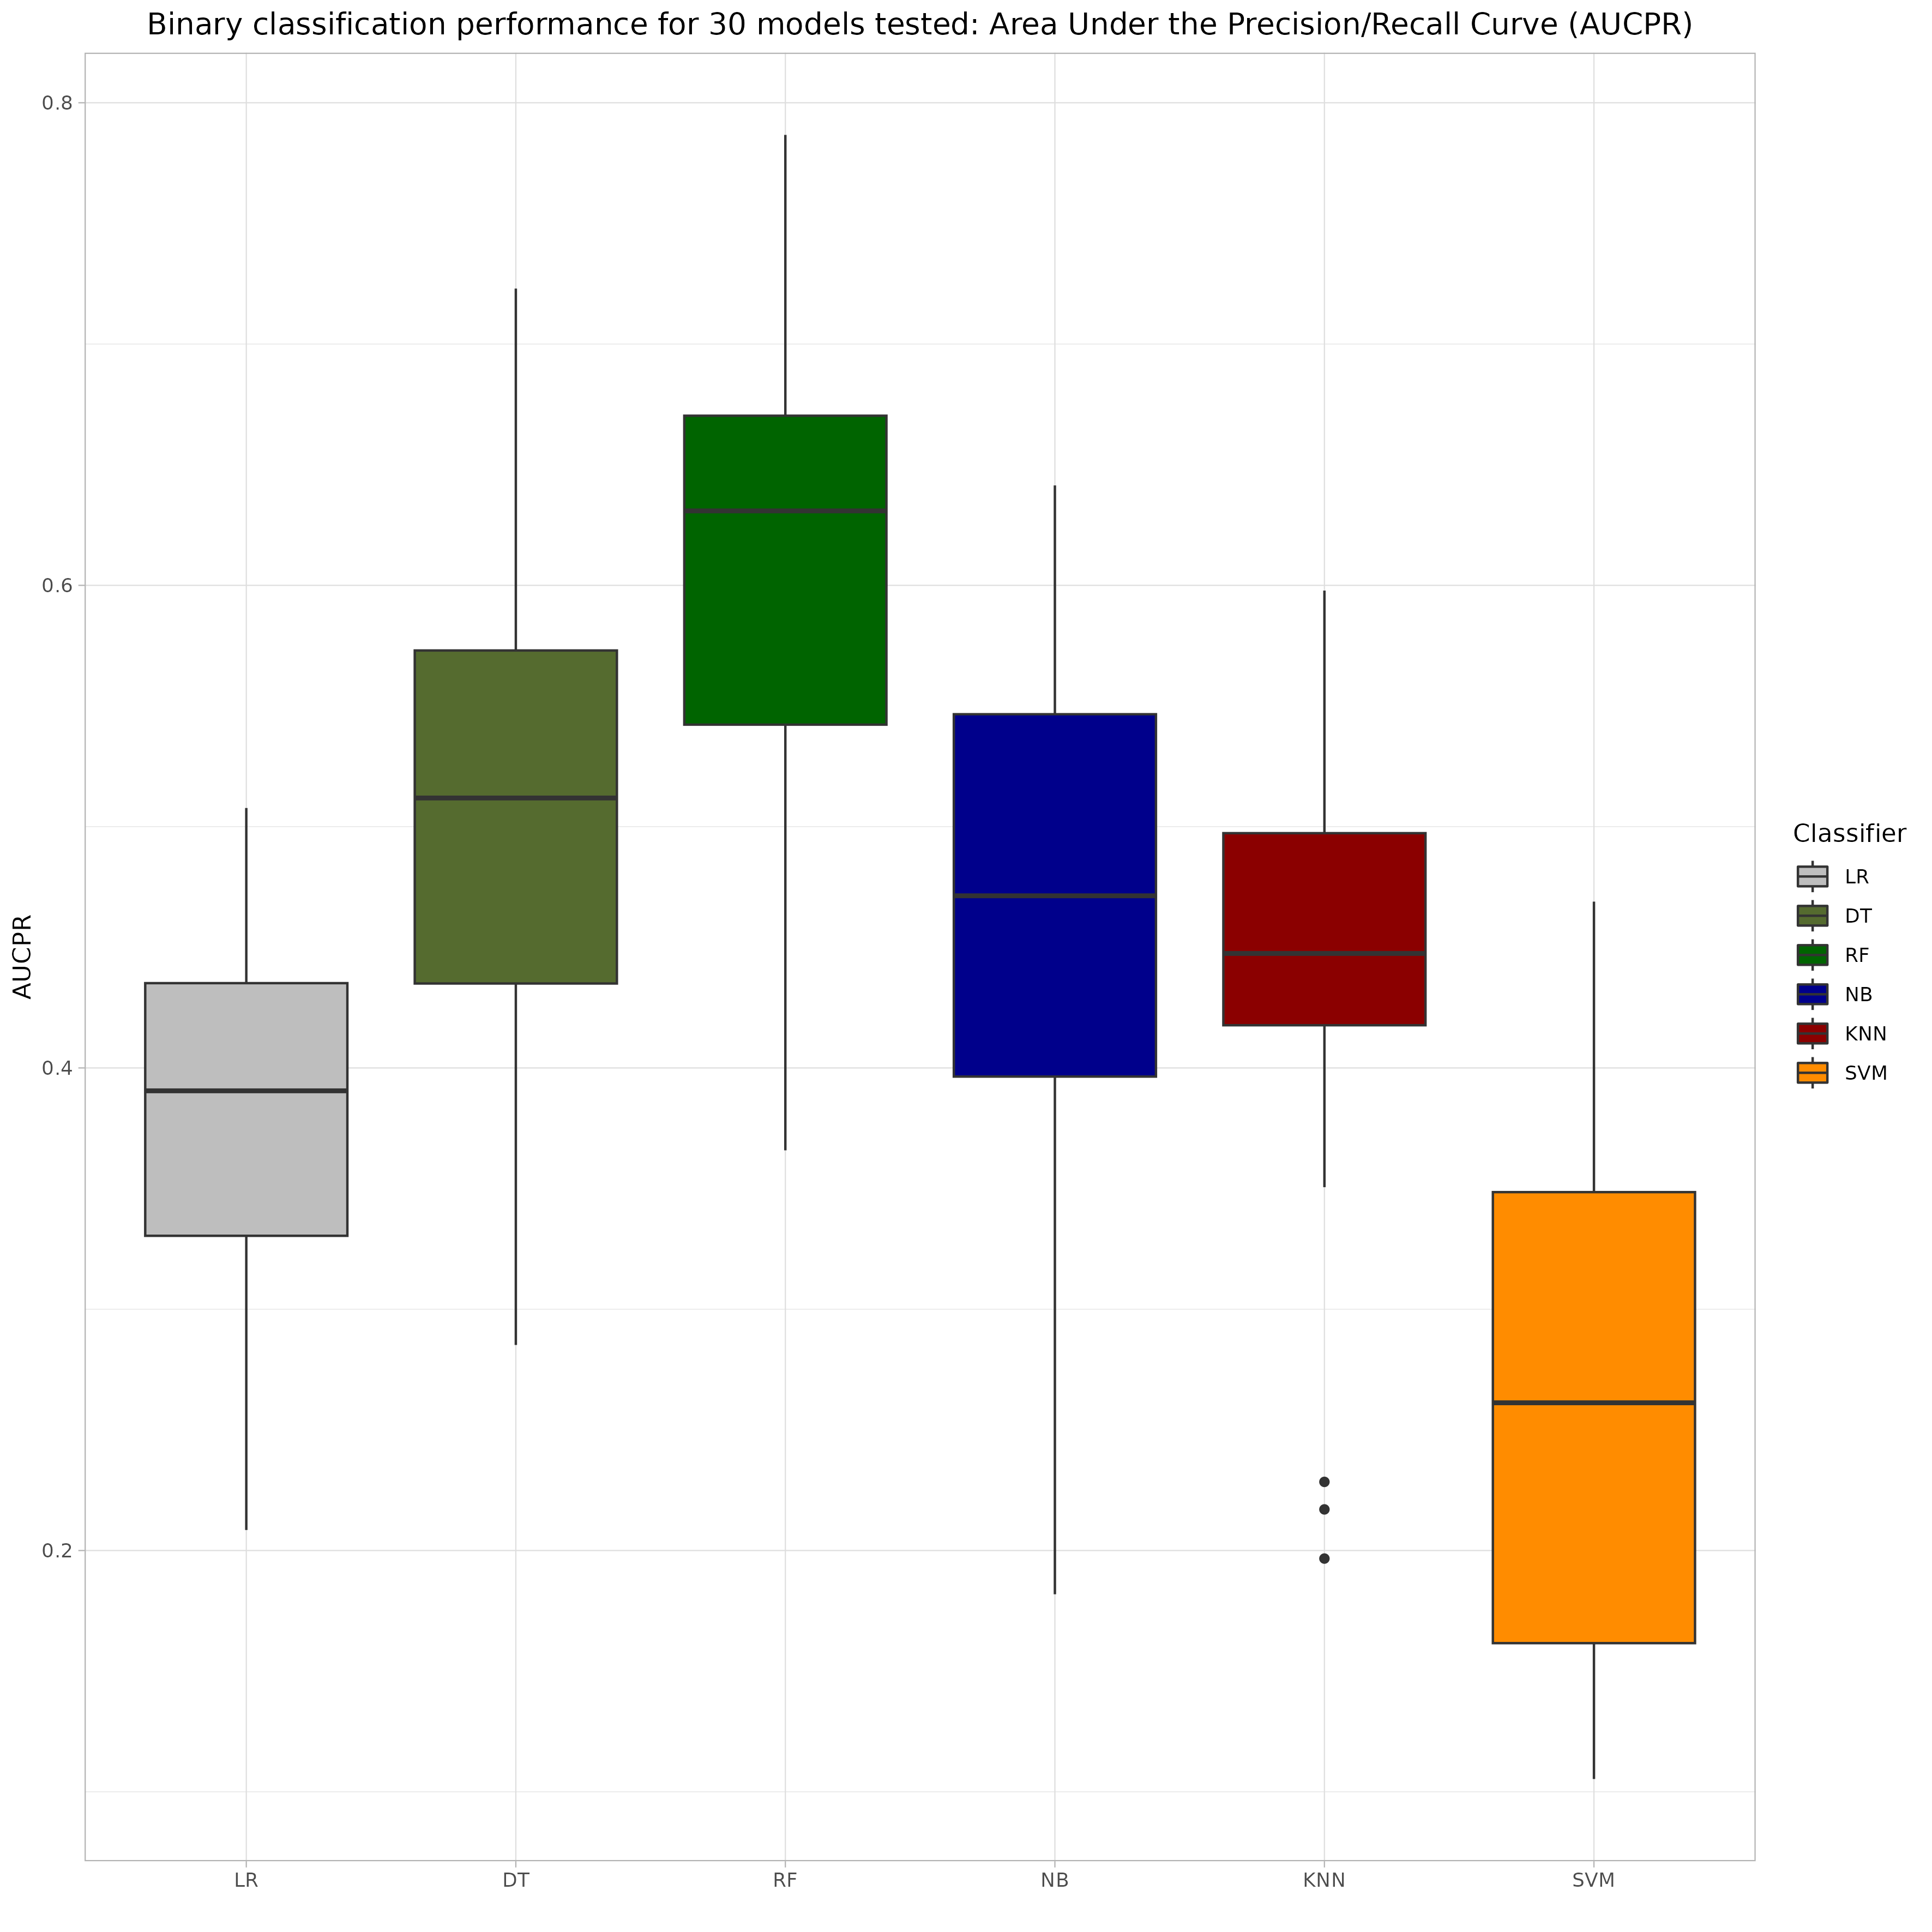 Binary classification performance for 30 models tested: Area Under the Precision/Recall Curve (AUCPR)
AUCPR
0.8
0.6
0.4
0.2
LR
DT
RF
NB
KNN
SVM
Classifier
LR
DT
RF
NB
KNN
SVM